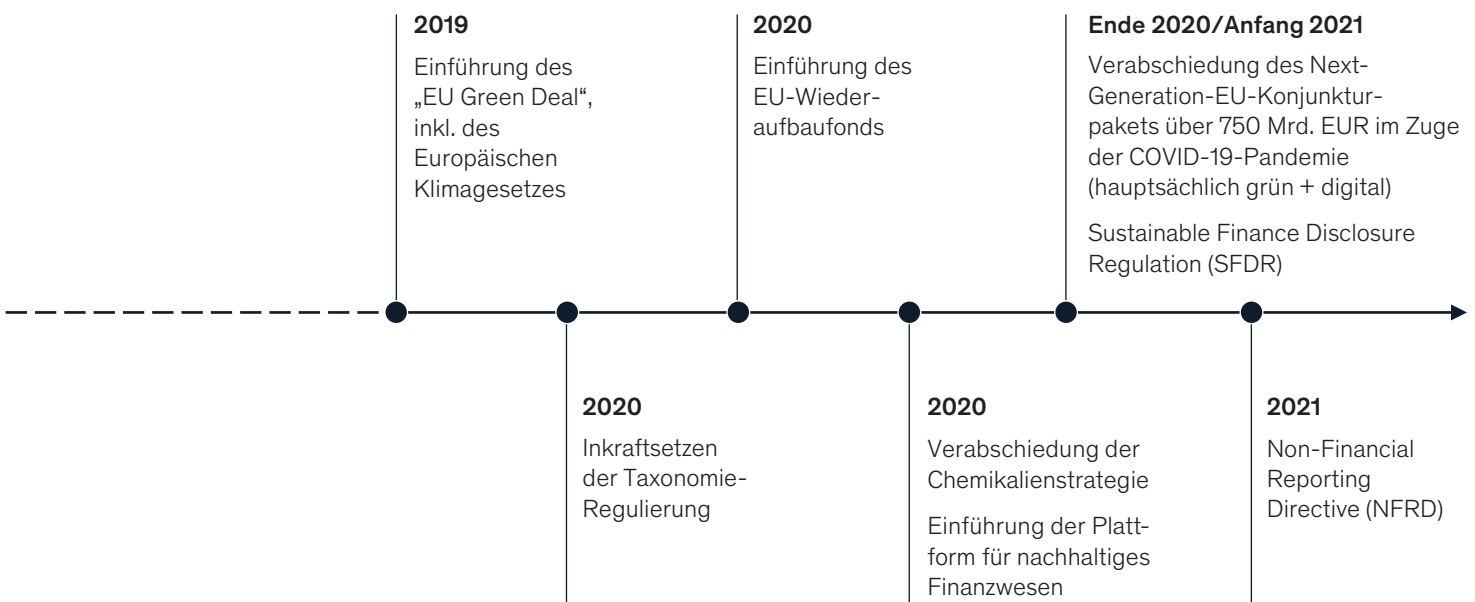 2019
Einführung des
„EU Green Deal“,
inkl. des
Europäischen
Klimagesetzes
2020
Einführung des
EU-Wieder-
aufbaufonds
Ende 2020/Anfang 2021
Verabschiedung des Next-
Generation-EU-Konjunktur-
pakets über 750 Mrd. EUR im Zuge
der COVID-19-Pandemie
(hauptsächlich grün + digital)
Sustainable Finance Disclosure
Regulation (SFDR)
2020
Inkraftsetzen
der Taxonomie-
Regulierung
2020
Verabschiedung der
Chemikalienstrategie
Einführung der Platt-
form für nachhaltiges
Finanzwesen
2021
Non-Financial
Reporting
Directive (NFRD)